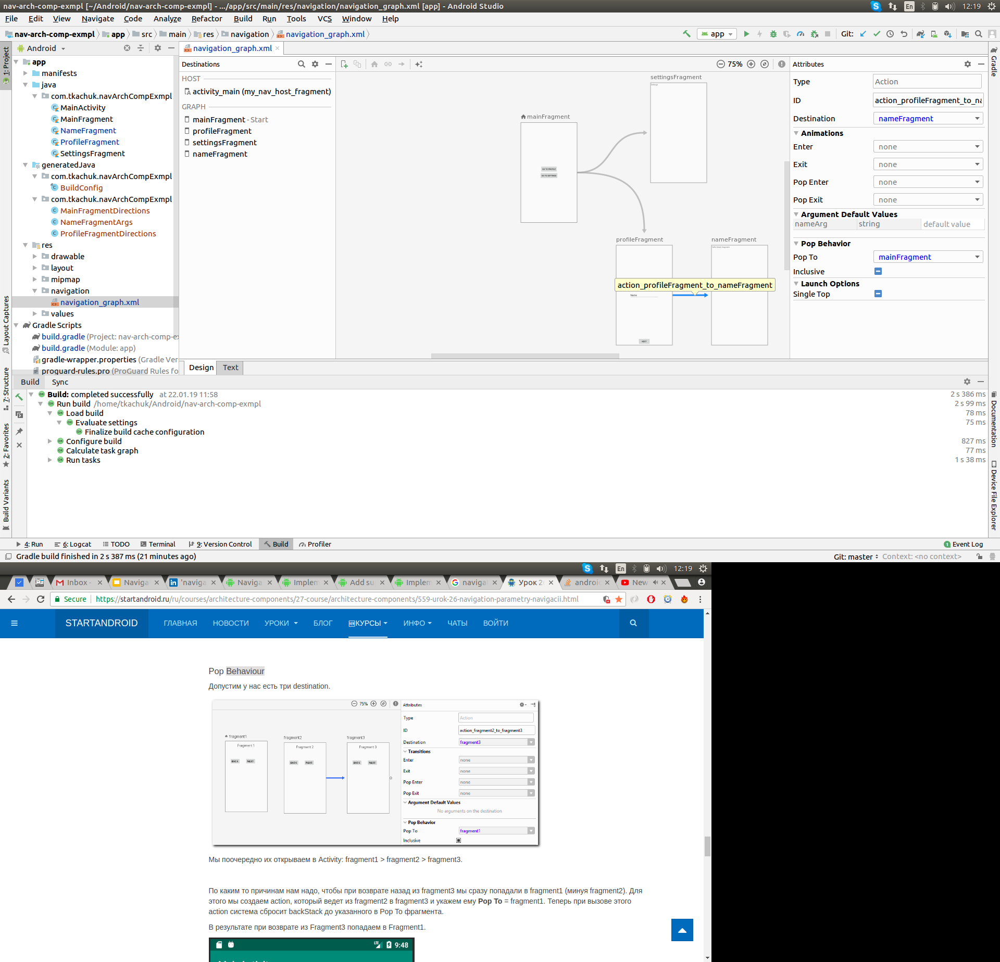 nav-arch-comp-exmpl [~/Android/nav-arch-comp-exmpl] - .../app/src/main/res/navigation/navigation_graph.xml [app] - Android Studio
En
12:19
File Edit View Navigate Code Analyze Refactor Build Run Tools VCS Window Help
nav-arch-comp-exmpl app src main res navigation navigation_graph.xml
app
Git:
1: Project
Layout Captures
7: Structure
2: Favorites
Build Variants
Android
app
manifests
java
com.tkachuk.navArchCompExmpl
MainActivity
MainFragment
NameFragment
ProfileFragment
SettingsFragment
generatedJava
com.tkachuk.navArchCompExmpl
BuildConfig
com.tkachuk.navArchCompExmpl
MainFragmentDirections
NameFragmentArgs
ProfileFragmentDirections
res
drawable
layout
mipmap
navigation
navigation_graph.xml
values
Gradle Scripts
build.gradle (Project: nav-arch-comp-ex
build.gradle (Module: app)
gradle-wrapper.properties (Gradle Ver
proguard-rules.pro (ProGuard Rules fo
navigation_graph.xml
Destinations
HOST
activity_main (my_nav_host_fragment)
GRAPH
mainFragment - Start
profileFragment
settingsFragment
nameFragment
75%
settingsFragment
Settings
mainFragment
GO TO PROFILE
GO TO SETTINGS
profileFragment
nameFragment
action_profileFragment_to_nameFragment
Name
NEXT
Design Text
Attributes
Type Action
ID action_profileFragment_to_na
Destination nameFragment
Animations
Enter none
Exit none
Pop Enter none
Pop Exit none
Argument Default Values
nameArg string default value
Pop Behavior
Pop To mainFragment
Inclusive
Launch Options
Single Top
Gradle
Documentation
Device File Explorer
Build Sync
Build: completed successfully at 22.01.19 11:58 2 s 386 ms
Run build /home/tkachuk/Android/nav-arch-comp-exmpl 2 s 99 ms
Load build 78 ms
Evaluate settings 75 ms
Finalize build cache configuration
Configure build 827 ms
Calculate task graph 77 ms
Run tasks 1 s 38 ms
4: Run 6: Logcat TODO Terminal 9: Version Control Build Profiler 1 Event Log
Gradle build finished in 2 s 387 ms (21 minutes ago) Git: master Context: <no context>
En
12:19
Inbox - Naviga 'naviga Naviga Implem Add su Implem naviga Урок 2 androi New
Secure https://startandroid.ru/ru/courses/architecture-components/27-course/architecture-components/559-urok-26-navigation-parametry-navigacii.html
STARTANDROID ГЛАВНАЯ НОВОСТИ УРОКИ БЛОГ NEW КУРСЫ ИНФО ЧАТЫ ВОЙТИ
Pop Behaviour
Допустим у нас есть три destination.
75%
fragment1
Fragment 1
BACK NEXT
fragment2
Fragment 2
BACK NEXT
fragment3
Fragment 3
BACK NEXT
Attributes
Type Action
ID action_fragment2_to_fragment3
Destination fragment3
Transitions
Enter none
Exit none
Pop Enter none
Pop Exit none
Argument Default Values
No arguments on the destination
Pop Behavior
Pop To fragment1
Inclusive
Мы поочередно их открываем в Activity: fragment1 > fragment2 > fragment3.
По каким то причинам нам надо, чтобы при возврате назад из fragment3 мы сразу попадали в fragment1 (минуя fragment2). Для
этого мы создаем action, который ведет из fragment2 в fragment3 и укажем ему Pop To = fragment1. Теперь при вызове этого
action система сбросит backStack до указанного в Pop To фрагмента.
В результате при возврате из Fragment3 попадаем в Fragment1.
LTE 9:48